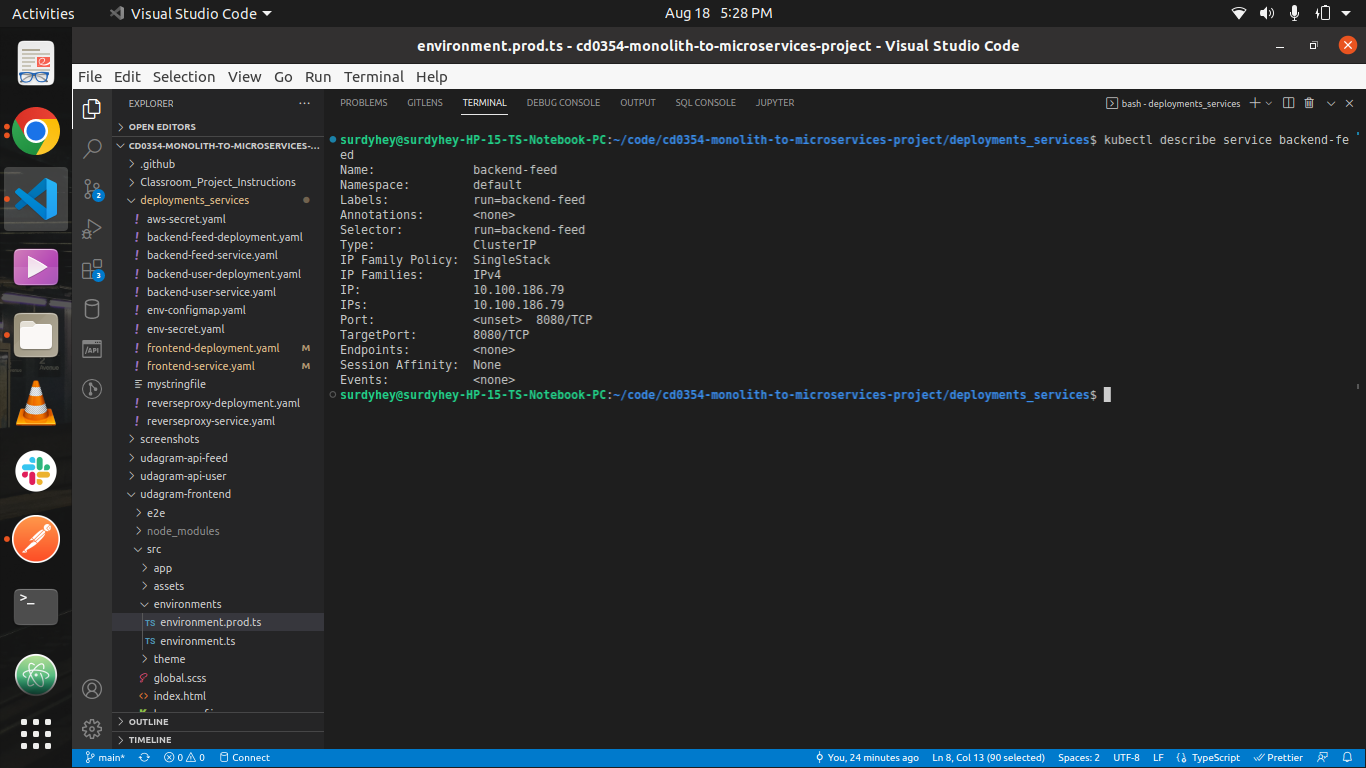 Activities
Visual Studio Code
Aug 18 5:28 PM
environment.prod.ts - cd0354-monolith-to-microservices-project - Visual Studio Code
File Edit Selection View Go Run Terminal Help
EXPLORER
OPEN EDITORS
CD0354-MONOLITH-TO-MICROSERVICES-...
.github
Classroom_Project_Instructions
deployments_services
! aws-secret.yaml
! backend-feed-deployment.yaml
! backend-feed-service.yaml
! backend-user-deployment.yaml
! backend-user-service.yaml
! env-configmap.yaml
! env-secret.yaml
! frontend-deployment.yaml M
! frontend-service.yaml M
mystringfile
! reverseproxy-deployment.yaml
! reverseproxy-service.yaml
screenshots
udagram-api-feed
udagram-api-user
udagram-frontend
e2e
node_modules
src
app
assets
environments
TS environment.prod.ts
TS environment.ts
theme
global.scss
<> index.html
OUTLINE
TIMELINE
2
3
/API
PROBLEMS GITLENS TERMINAL DEBUG CONSOLE OUTPUT SQL CONSOLE JUPYTER
bash - deployments_services
surdyhey@surdyhey-HP-15-TS-Notebook-PC:~/code/cd0354-monolith-to-microservices-project/deployments_services$ kubectl describe service backend-fe
ed
Name: backend-feed
Namespace: default
Labels: run=backend-feed
Annotations: <none>
Selector: run=backend-feed
Type: ClusterIP
IP Family Policy: SingleStack
IP Families: IPv4
IP: 10.100.186.79
IPs: 10.100.186.79
Port: <unset> 8080/TCP
TargetPort: 8080/TCP
Endpoints: <none>
Session Affinity: None
Events: <none>
surdyhey@surdyhey-HP-15-TS-Notebook-PC:~/code/cd0354-monolith-to-microservices-project/deployments_services$
main* 0 0 Connect
You, 24 minutes ago Ln 8, Col 13 (90 selected) Spaces: 2 UTF-8 LF {} TypeScript Prettier